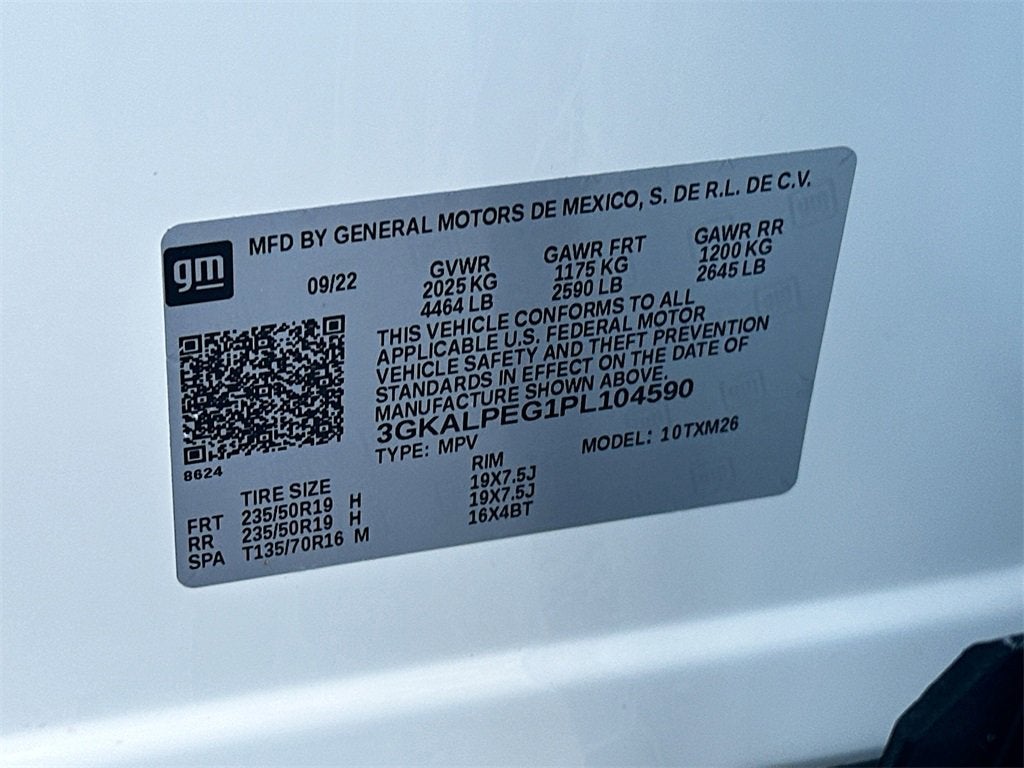 gm
MFD BY GENERAL MOTORS DE MEXICO, S. DE R.L. DE C.V.
09/22
GVWR
2025 KG
4464 LB
GAWR FRT
1175 KG
2590 LB
GAWR RR
1200 KG
2645 LB
THIS VEHICLE CONFORMS TO ALL
APPLICABLE U.S. FEDERAL MOTOR
VEHICLE SAFETY AND THEFT PREVENTION
STANDARDS IN EFFECT ON THE DATE OF
MANUFACTURE SHOWN ABOVE.
3GKALPEG1PL104590
TYPE: MPV MODEL: 10TXM26
8624
TIRE SIZE RIM
FRT 235/50R19 H 19X7.5J
RR 235/50R19 H 19X7.5J
SPA T135/70R16 M 16X4BT